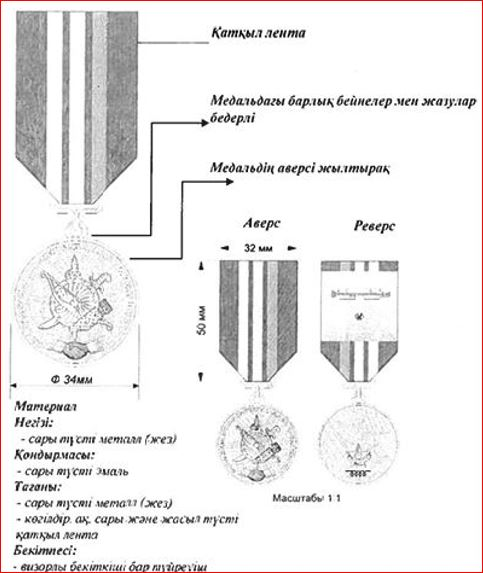 Қатқыл лента
Медальдағы барлық бейнелер мен жазулар
бедерлі
Медальдің аверсі жылтырақ
Аверс
Реверс
32 мм
50 мм
Ф 34мм
Масштабы 1:1
Материал
Негізі:
- сары түсті металл (жез)
Қондырмасы:
- сары түсті эмаль
Тағаны:
- сары түсті металл (жез)
- көгілдір, ақ, сары және жасыл түсті
қатқыл лента
Бекітпесі:
- визорлы бекіткіші бар түйреуіш